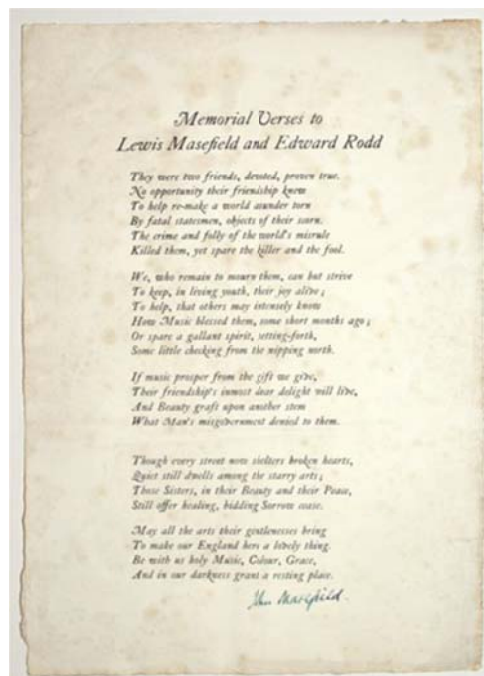 Memorial Verses to
Lewis Masefield and Edward Rodd
They were two friends, devoted, proven true.
No opportunity their friendship knew
To help re-make a world asunder torn
By fatal statesmen, objects of their scorn.
The crime and folly of the world's misrule
Killed them, yet spare the killer and the fool.
We, who remain to mourn them, can but strive
To keep, in living youth, their joy alive;
To help, that others may intensely know
How Music blessed them, some short months ago;
Or spare a gallant spirit, setting-forth,
Some little checking from the nipping north.
If music prosper from the gift we give,
Their friendship's inmost dear delight will live,
And Beauty graft upon another stem
What Man's misgovernment denied to them.
Though every street now shelters broken hearts,
Quiet still dwells among the starry arts;
Those Sisters, in their Beauty and their Peace,
Still offer healing, bidding Sorrow cease.
May all the arts their gentlenesses bring
To make our England here a lovely thing.
Be with us holy Music, Colour, Grace,
And in our darkness grant a resting place.
John Masefield.